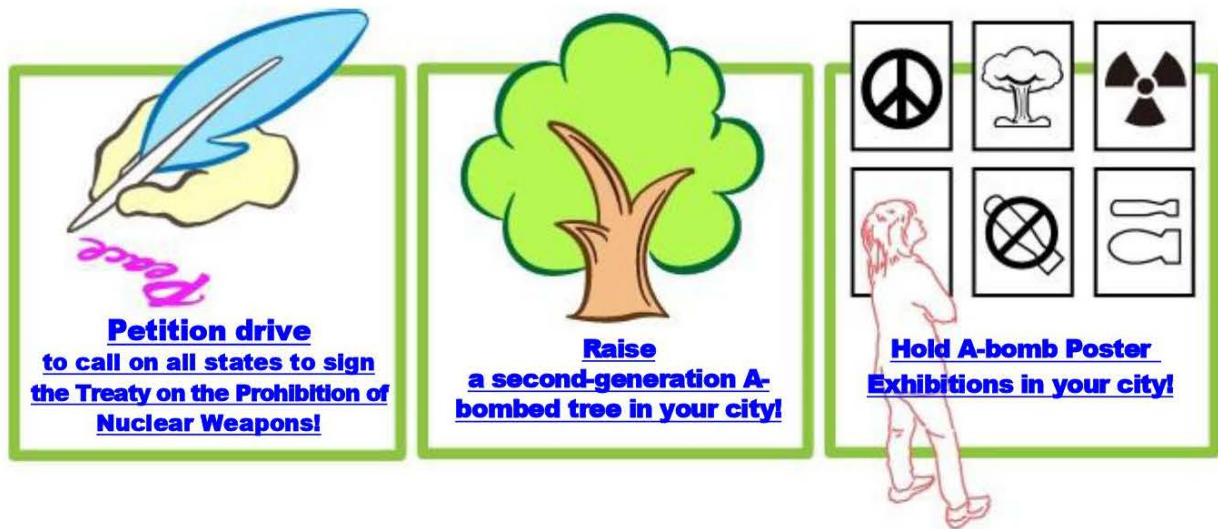 Peace
Petition drive
to call on all states to sign
the Treaty on the Prohibition of
Nuclear Weapons!
Raise
a second-generation A-
bombed tree in your city!
Hold A-bomb Poster
Exhibitions in your city!